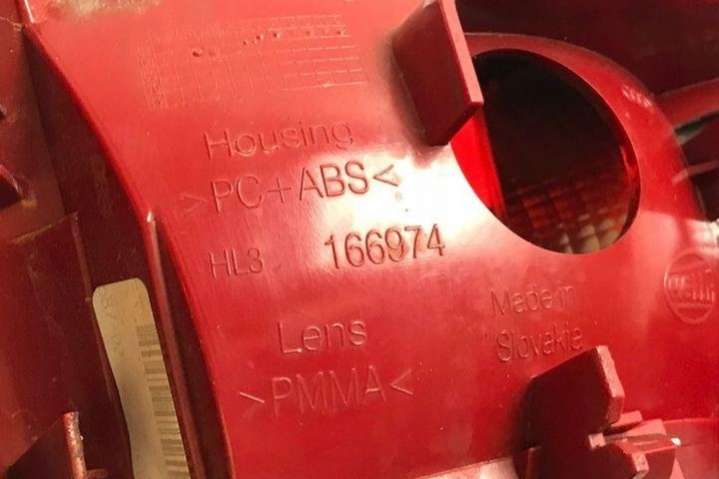 Housing
>PC+ABS<
HL3 166974
Lens
>PMMA<
Made in
Slovakia